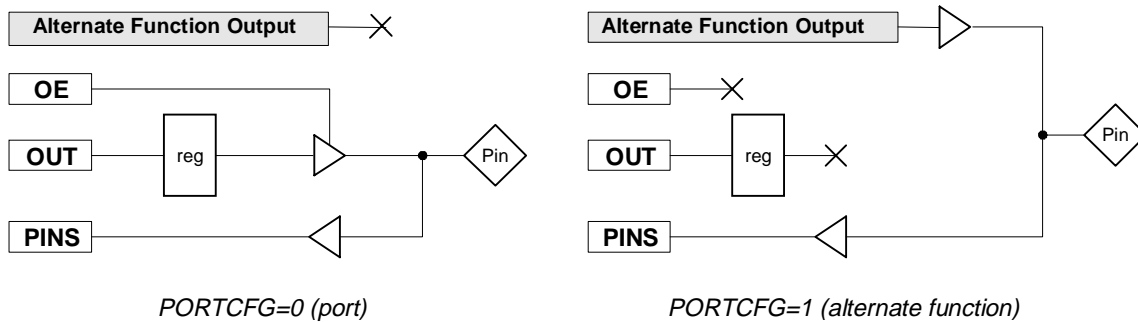 Alternate Function Output
OE
OUT
reg
Pin
PINS
PORTCFG=0 (port)
Alternate Function Output
OE
OUT
reg
Pin
PINS
PORTCFG=1 (alternate function)